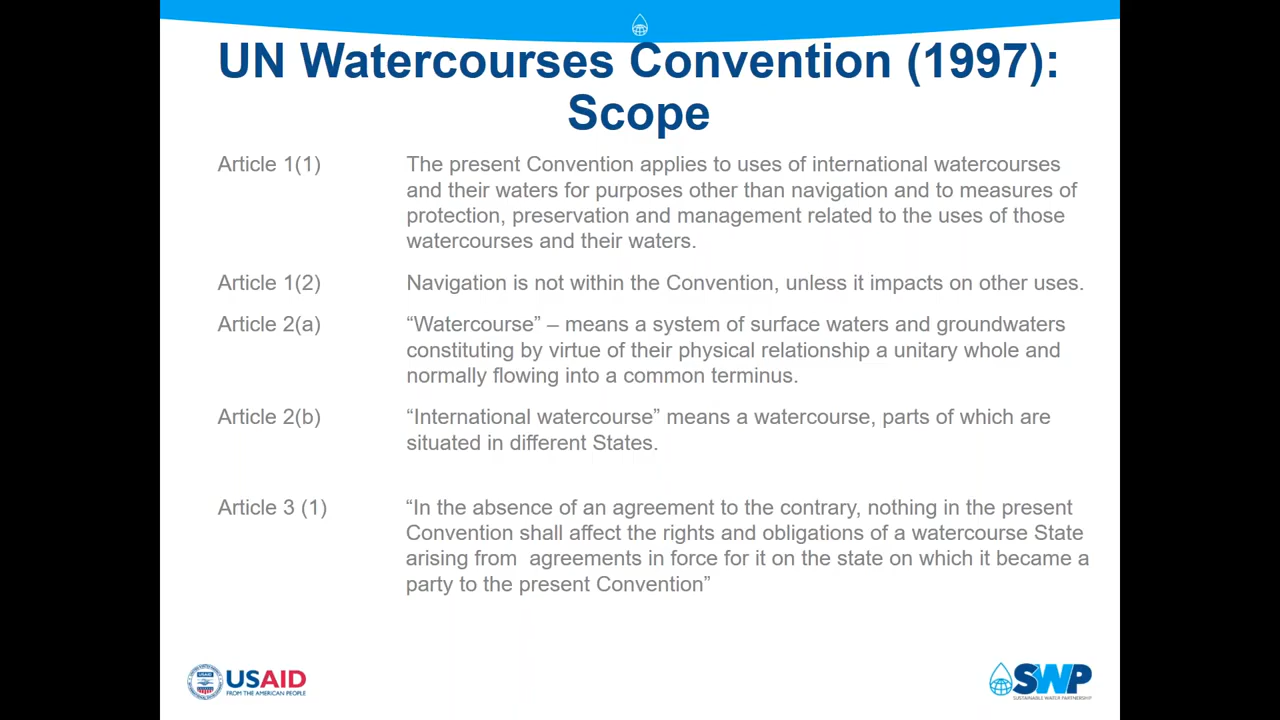 UN Watercourses Convention (1997):
Scope
Article 1(1) The present Convention applies to uses of international watercourses
and their waters for purposes other than navigation and to measures of
protection, preservation and management related to the uses of those
watercourses and their waters.
Article 1(2) Navigation is not within the Convention, unless it impacts on other uses.
Article 2(a) “Watercourse” – means a system of surface waters and groundwaters
constituting by virtue of their physical relationship a unitary whole and
normally flowing into a common terminus.
Article 2(b) “International watercourse” means a watercourse, parts of which are
situated in different States.
Article 3 (1) “In the absence of an agreement to the contrary, nothing in the present
Convention shall affect the rights and obligations of a watercourse State
arising from  agreements in force for it on the state on which it became a
party to the present Convention”
USAID
FROM THE AMERICAN PEOPLE
SWP
SUSTAINABLE WATER PARTNERSHIP